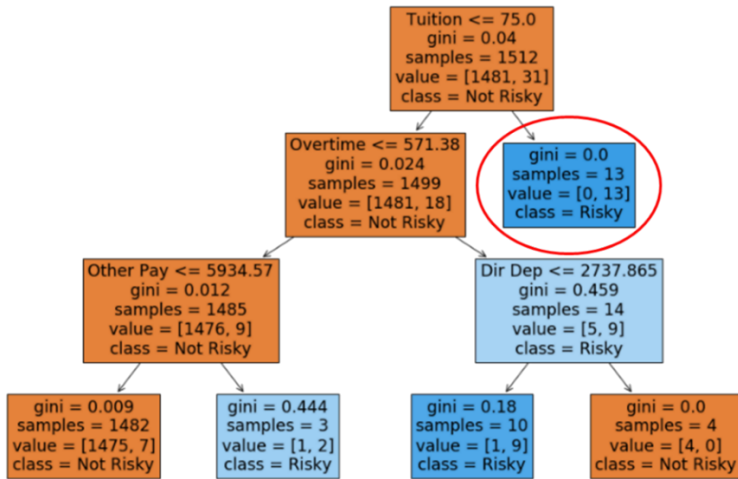 Tuition <= 75.0
gini = 0.04
samples = 1512
value = [1481, 31]
class = Not Risky
Overtime <= 571.38
gini = 0.024
samples = 1499
value = [1481, 18]
class = Not Risky
gini = 0.0
samples = 13
value = [0, 13]
class = Risky
Other Pay <= 5934.57
gini = 0.012
samples = 1485
value = [1476, 9]
class = Not Risky
Dir Dep <= 2737.865
gini = 0.459
samples = 14
value = [5, 9]
class = Risky
gini = 0.009
samples = 1482
value = [1475, 7]
class = Not Risky
gini = 0.444
samples = 3
value = [1, 2]
class = Risky
gini = 0.18
samples = 10
value = [1, 9]
class = Risky
gini = 0.0
samples = 4
value = [4, 0]
class = Not Risky